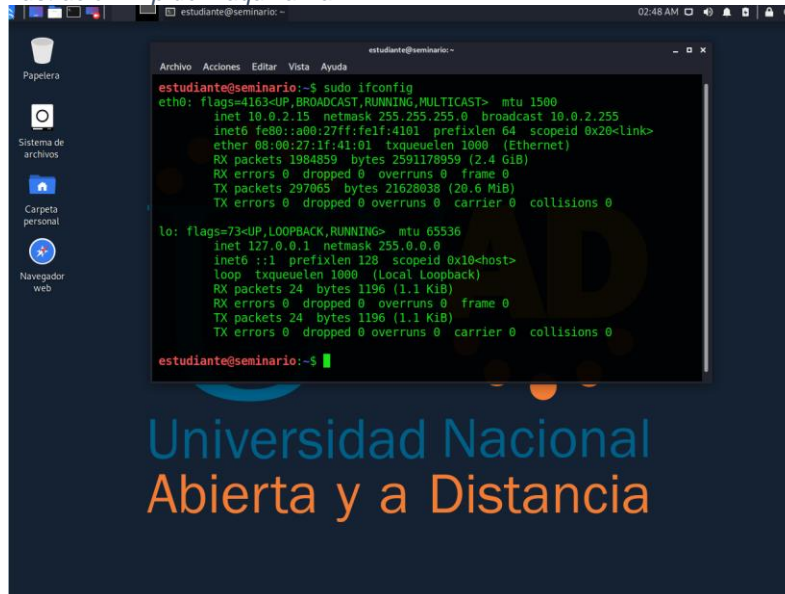 estudiante@seminario: ~
02:48 AM
Papelera
Sistema de
archivos
Carpeta
personal
Navegador
web
estudiante@seminario: ~
Archivo Acciones Editar Vista Ayuda
estudiante@seminario:~$ sudo ifconfig
eth0: flags=4163<UP,BROADCAST,RUNNING,MULTICAST> mtu 1500
inet 10.0.2.15 netmask 255.255.255.0 broadcast 10.0.2.255
inet6 fe80::a00:27ff:fe1f:4101 prefixlen 64 scopeid 0x20<link>
ether 08:00:27:1f:41:01 txqueuelen 1000 (Ethernet)
RX packets 1984859 bytes 2591178959 (2.4 GiB)
RX errors 0 dropped 0 overruns 0 frame 0
TX packets 297065 bytes 21628038 (20.6 MiB)
TX errors 0 dropped 0 overruns 0 carrier 0 collisions 0
lo: flags=73<UP,LOOPBACK,RUNNING> mtu 65536
inet 127.0.0.1 netmask 255.0.0.0
inet6 ::1 prefixlen 128 scopeid 0x10<host>
loop txqueuelen 1000 (Local Loopback)
RX packets 24 bytes 1196 (1.1 KiB)
RX errors 0 dropped 0 overruns 0 frame 0
TX packets 24 bytes 1196 (1.1 KiB)
TX errors 0 dropped 0 overruns 0 carrier 0 collisions 0
estudiante@seminario:~$
Universidad Nacional
Abierta y a Distancia